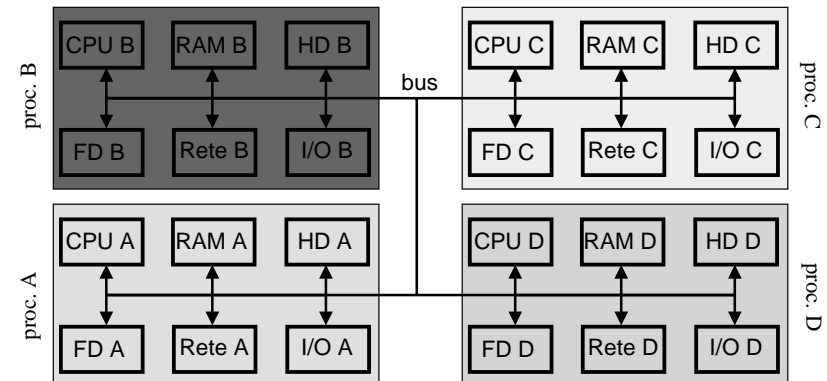 proc. B
CPU B RAM B HD B
FD B Rete B I/O B
bus
CPU C RAM C HD C
FD C Rete C I/O C
proc. C
proc. A
CPU A RAM A HD A
FD A Rete A I/O A
CPU D RAM D HD D
FD D Rete D I/O D
proc. D